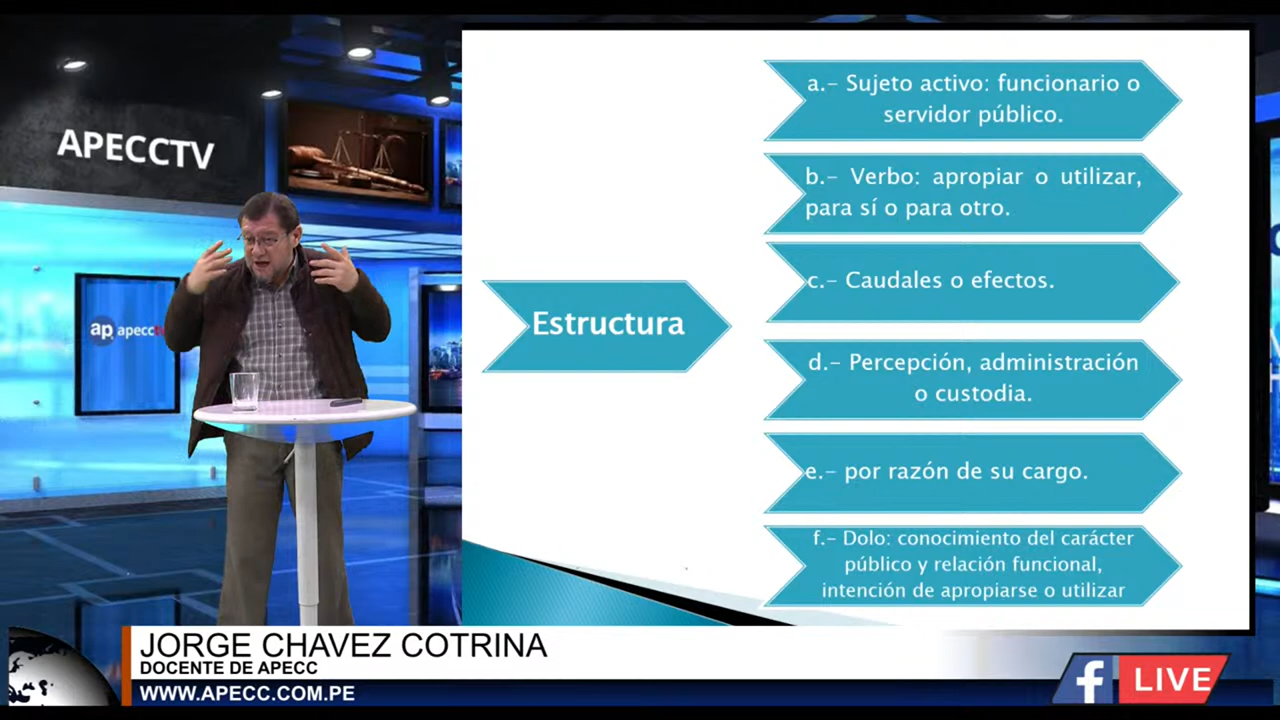 APECCTV
ap apecctv
Estructura
a.- Sujeto activo: funcionario o
servidor público.
b.- Verbo: apropiar o utilizar,
para sí o para otro.
c.- Caudales o efectos.
d.- Percepción, administración
o custodia.
e.- por razón de su cargo.
f.- Dolo: conocimiento del carácter
público y relación funcional,
intención de apropiarse o utilizar
JORGE CHAVEZ COTRINA
DOCENTE DE APECC
WWW.APECC.COM.PE
f LIVE